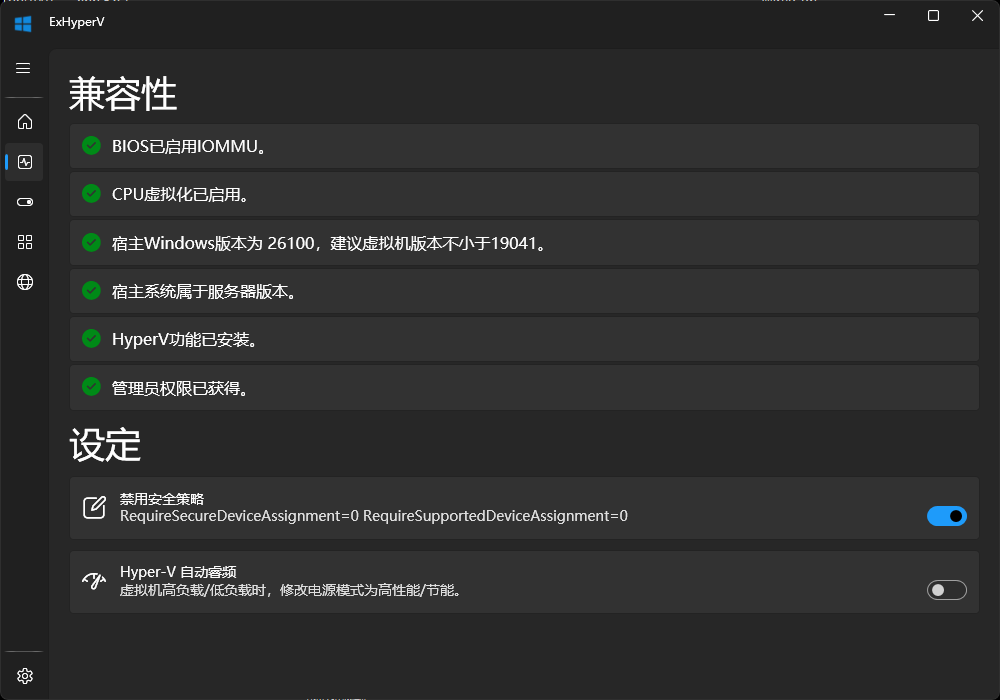 ExHyperV
兼容性
BIOS已启用IOMMU。
CPU虚拟化已启用。
宿主Windows版本为 26100，建议虚拟机版本不小于19041。
宿主系统属于服务器版本。
HyperV功能已安装。
管理员权限已获得。
设定
禁用安全策略
RequireSecureDeviceAssignment=0 RequireSupportedDeviceAssignment=0
Hyper-V 自动睿频
虚拟机高负载/低负载时，修改电源模式为高性能/节能。